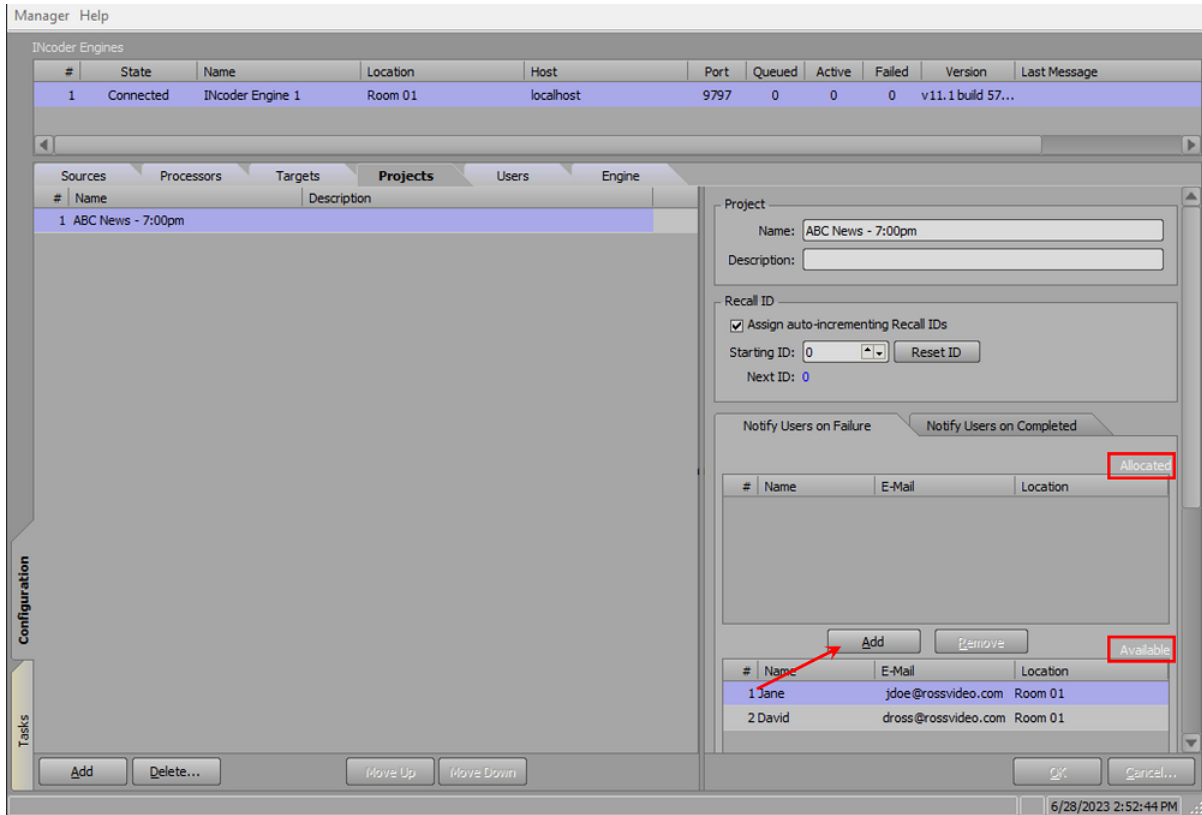 Manager Help
INcoder Engines
# State Name Location Host Port Queued Active Failed Version Last Message
1 Connected INcoder Engine 1 Room 01 localhost 9797 0 0 0 v11.1 build 57...
Sources Processors Targets Projects Users Engine
# Name Description
1 ABC News - 7:00pm
Project
Name: ABC News - 7:00pm
Description:
Recall ID
Assign auto-incrementing Recall IDs
Starting ID: 0 Reset ID
Next ID: 0
Notify Users on Failure Notify Users on Completed
Allocated
# Name E-Mail Location
Add Remove
Available
# Name E-Mail Location
1 Jane jdoe@rossvideo.com Room 01
2 David dross@rossvideo.com Room 01
Configuration
Tasks
Add Delete... Move Up Move Down OK Cancel...
6/28/2023 2:52:44 PM